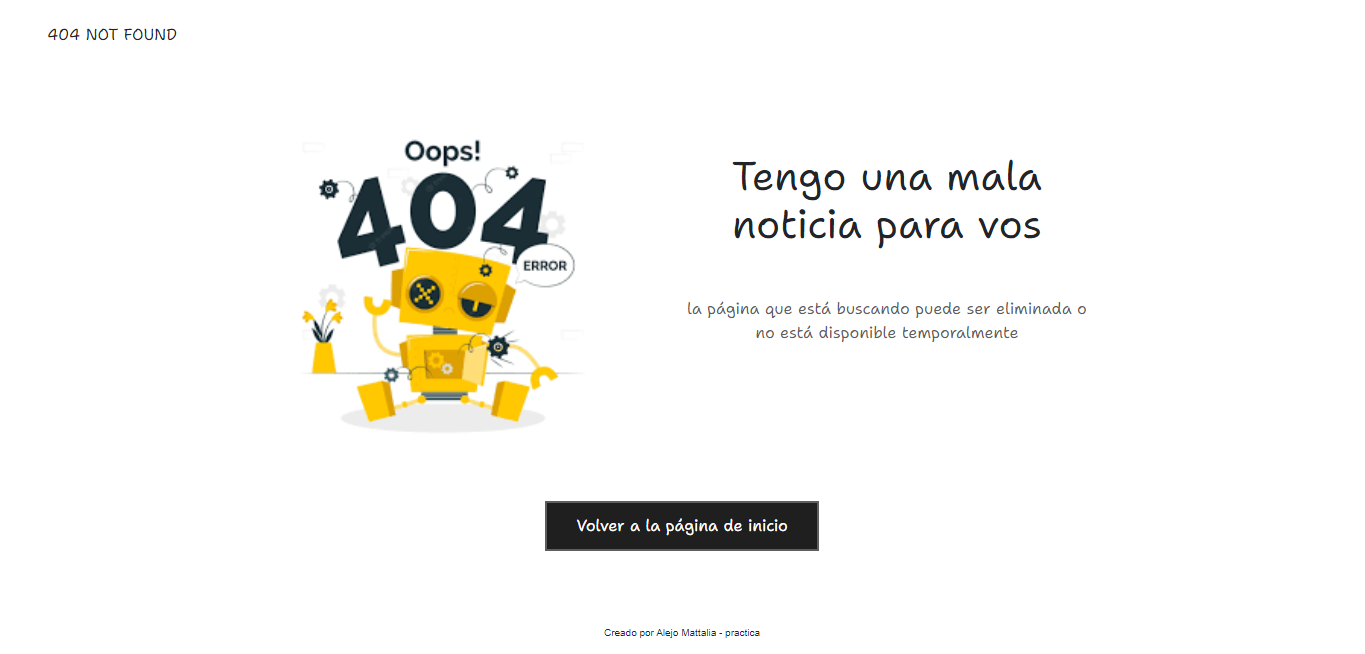 404 NOT FOUND
Oops!
404
ERROR
Tengo una mala
noticia para vos
la página que está buscando puede ser eliminada o
no está disponible temporalmente
Volver a la página de inicio
Creado por Alejo Mattalia - practica